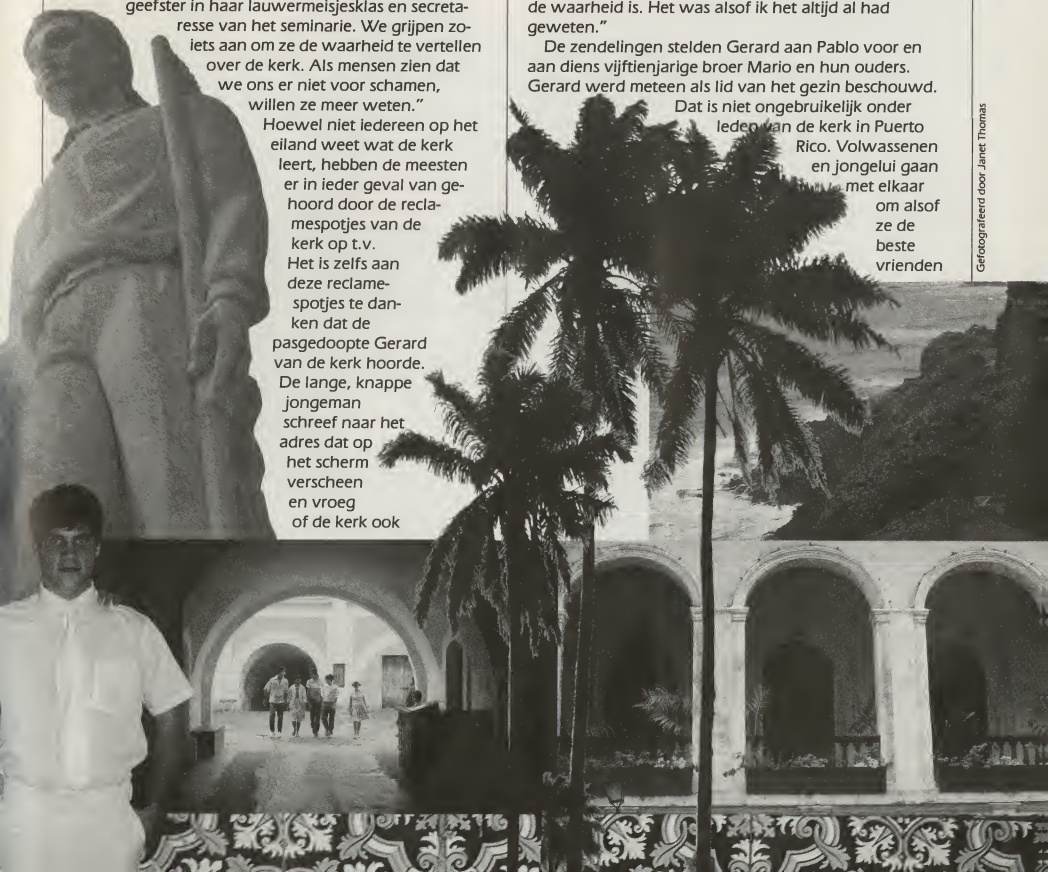 geefster in haar lauwermeisjesklas en secreta-
resse van het seminarie. We grijpen zo-
iets aan om ze de waarheid te vertellen
over de kerk. Als mensen zien dat
we ons er niet voor schamen,
willen ze meer weten.”
Hoewel niet iedereen op het
eiland weet wat de kerk
leert, hebben de meesten
er in ieder geval van ge-
hoord door de recla-
mespotjes van de
kerk op t.v.
Het is zelfs aan
deze reclame-
spotjes te dan-
ken dat de
pasgedoopte Gerard
van de kerk hoorde.
De lange, knappe
jongeman
schreef naar het
adres dat op
het scherm
verscheen
en vroeg
of de kerk ook
de waarheid is. Het was alsof ik het altijd al had
geweten.”
De zendelingen stelden Gerard aan Pablo voor en
aan diens vijftienjarige broer Mario en hun ouders.
Gerard werd meteen als lid van het gezin beschouwd.
Dat is niet ongebruikelijk onder
leden van de kerk in Puerto
Rico. Volwassenen
en jongelui gaan
met elkaar
om alsof
ze de
beste
vrienden
Gefotografeerd door Janet Thomas